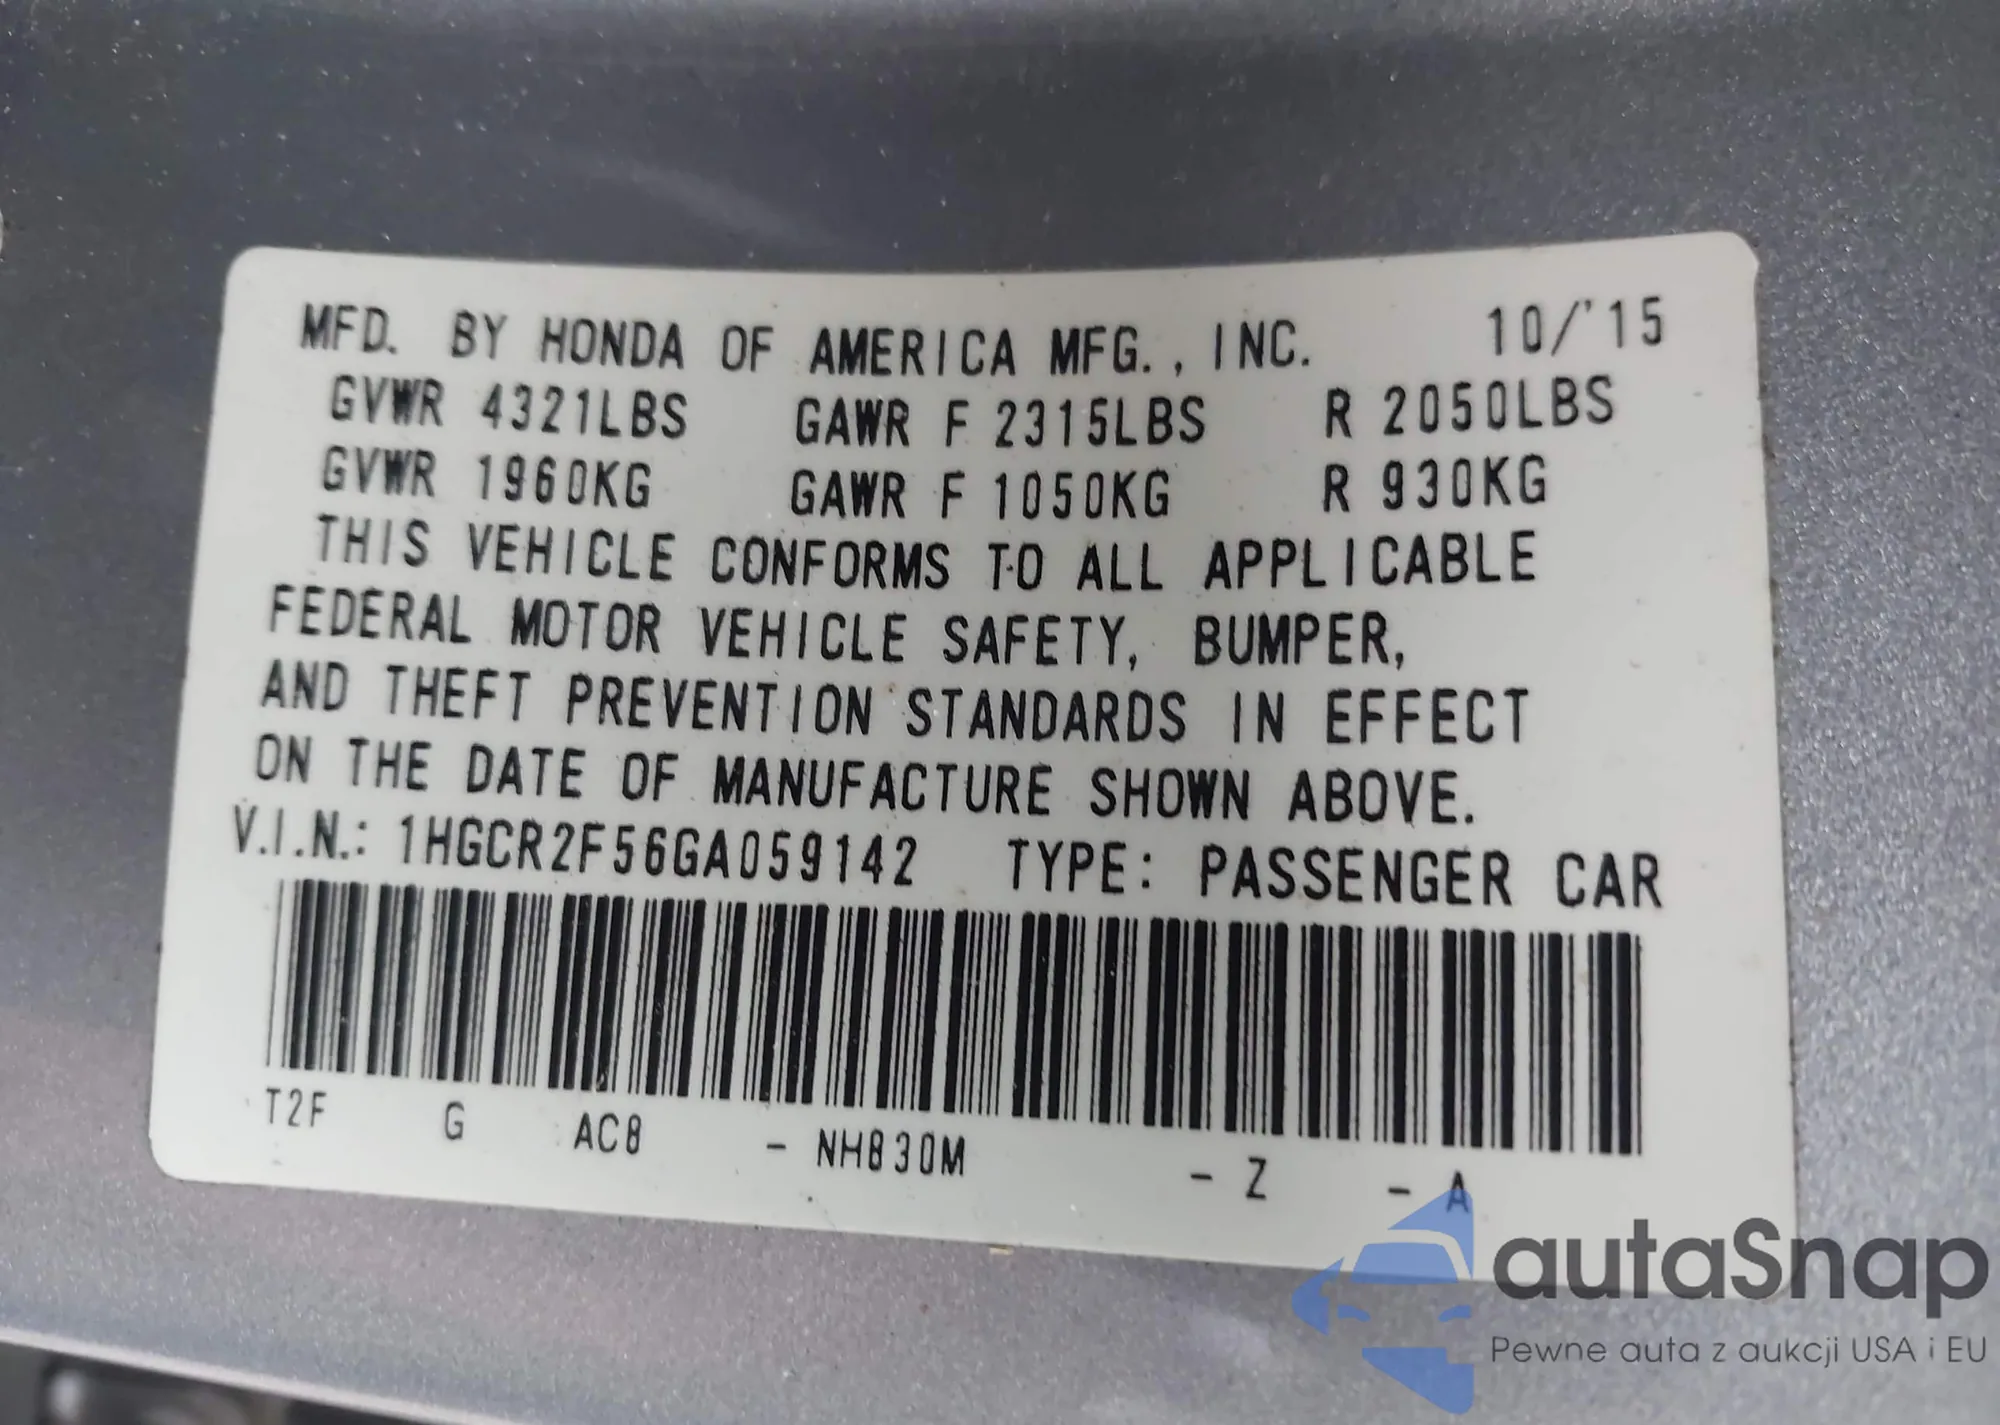 MFD. BY HONDA OF AMERICA MFG., INC. 10/'15
GVWR 4321LBS GAWR F 2315LBS R 2050LBS
GVWR 1960KG GAWR F 1050KG R 930KG
THIS VEHICLE CONFORMS TO ALL APPLICABLE
FEDERAL MOTOR VEHICLE SAFETY, BUMPER,
AND THEFT PREVENTION STANDARDS IN EFFECT
ON THE DATE OF MANUFACTURE SHOWN ABOVE.
V.I.N.: 1HGCR2F56GA059142 TYPE: PASSENGER CAR
T2F G AC8 - NH830M - Z - A
autaSnap
Pewne auta z aukcji USA i EU